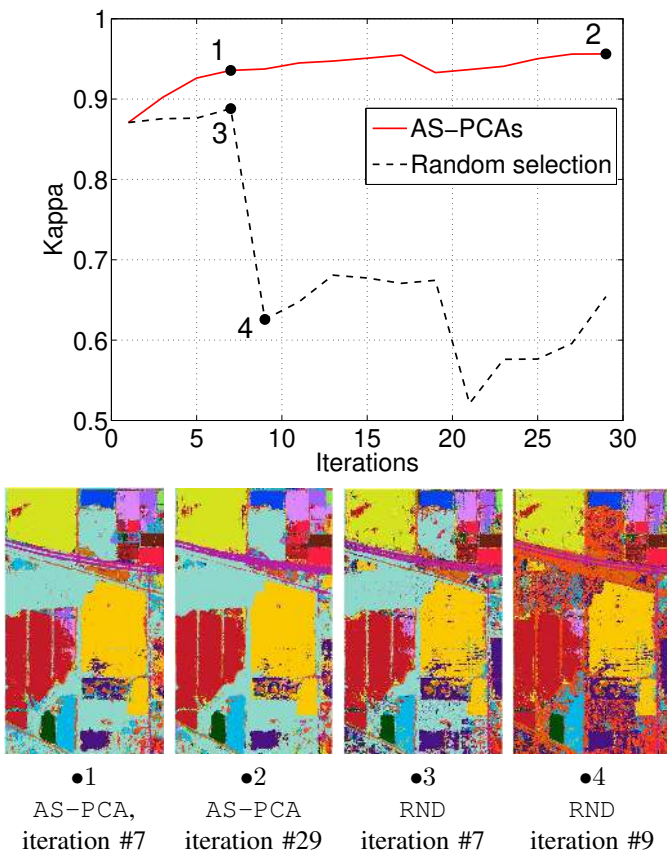 1
0.9
0.8
0.7
0.6
0.5
Kappa
1
2
3
4
AS-PCAs
Random selection
0 5 10 15 20 25 30
Iterations
●1 ●2 ●3 ●4
AS-PCA, AS-PCA RND RND
iteration #7 iteration #29 iteration #7 iteration #9